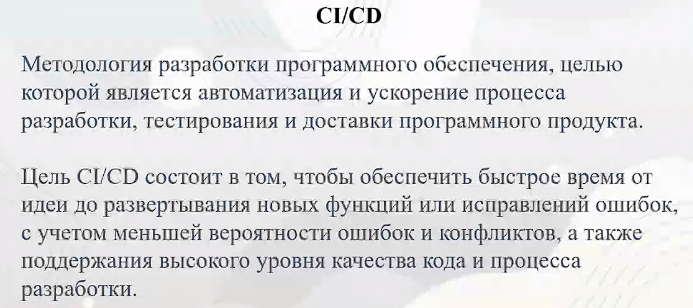 CI/CD
Методология разработки программного обеспечения, целью
которой является автоматизация и ускорение процесса
разработки, тестирования и доставки программного продукта.
Цель CI/CD состоит в том, чтобы обеспечить быстрое время от
идеи до развертывания новых функций или исправлений ошибок,
с учетом меньшей вероятности ошибок и конфликтов, а также
поддержания высокого уровня качества кода и процесса
разработки.